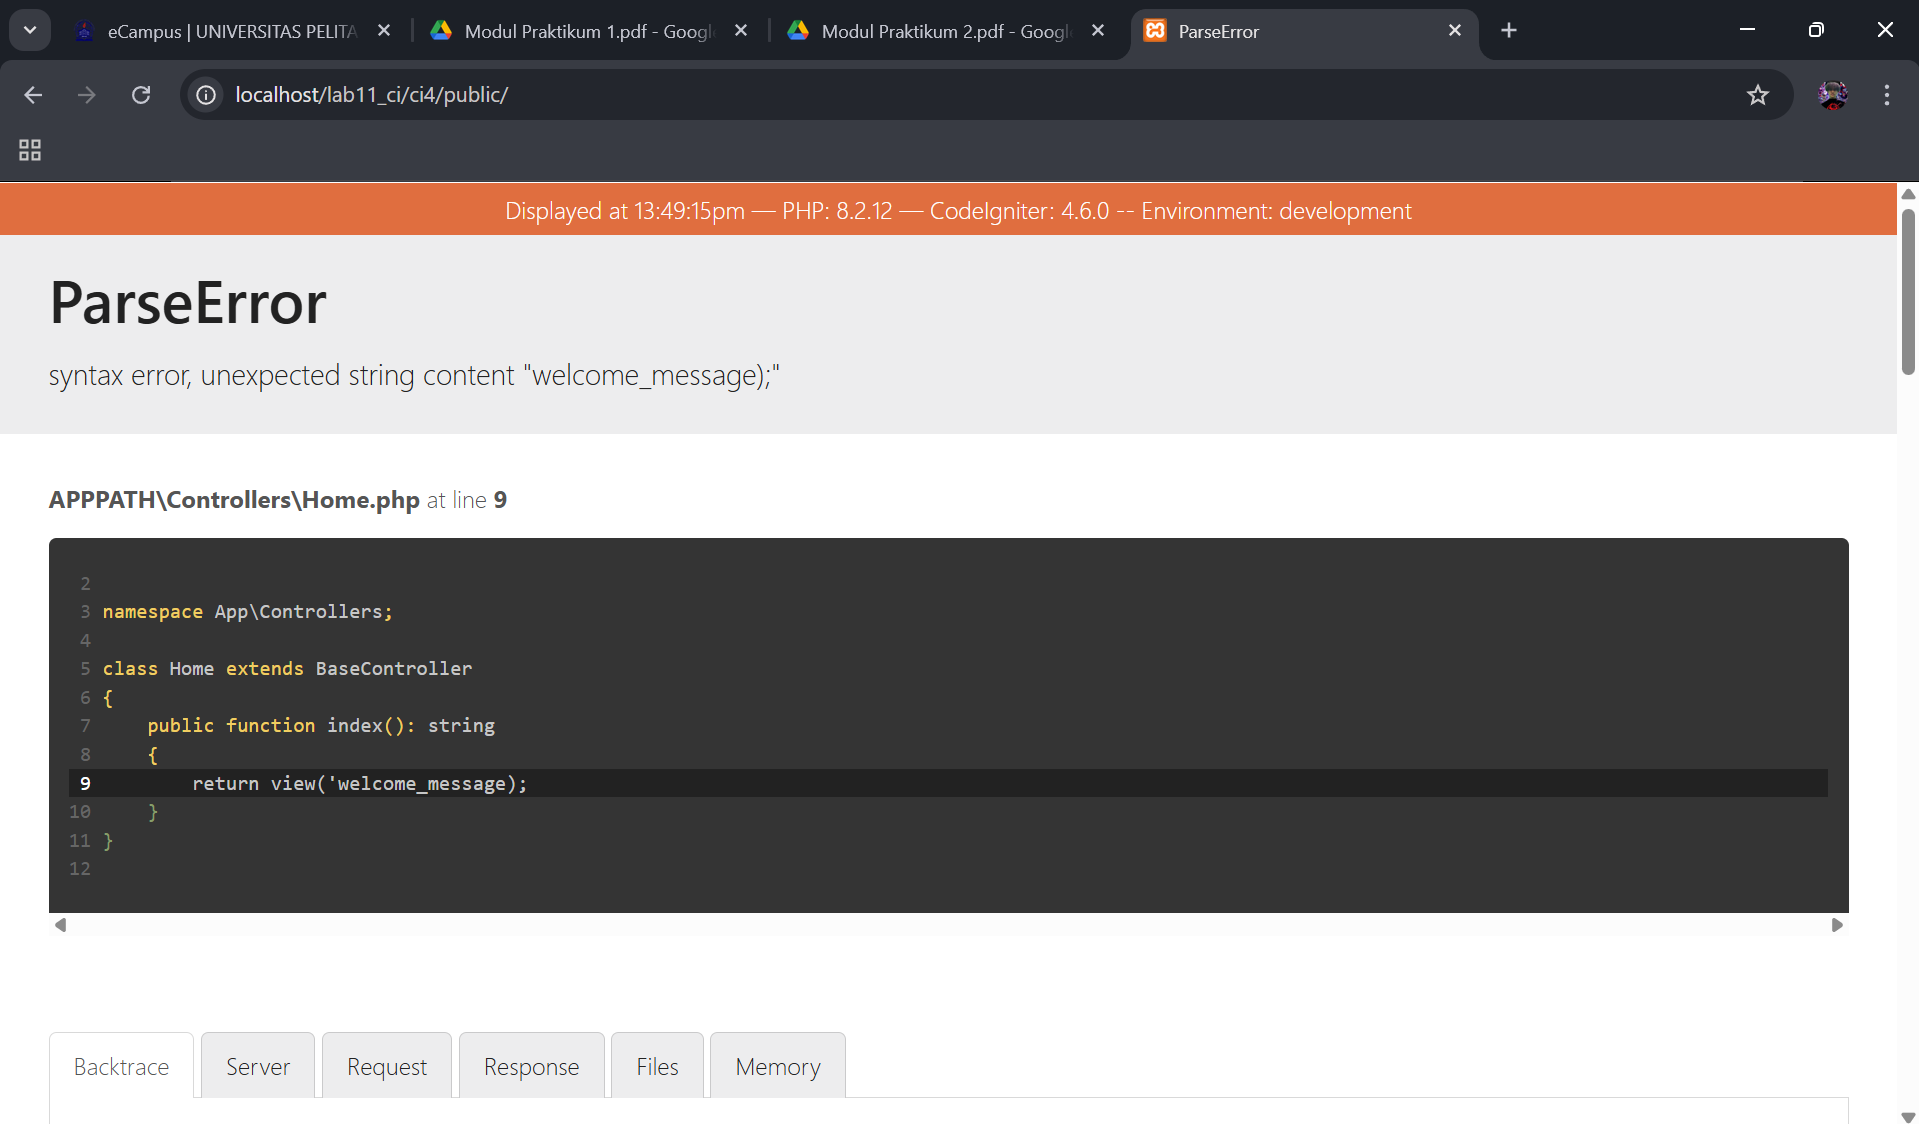 eCampus | UNIVERSITAS PELITA
Modul Praktikum 1.pdf - Googl
Modul Praktikum 2.pdf - Googl
ParseError
localhost/lab11_ci/ci4/public/
Displayed at 13:49:15pm — PHP: 8.2.12 — CodeIgniter: 4.6.0 -- Environment: development
ParseError
syntax error, unexpected string content "welcome_message);"
APPPATH\Controllers\Home.php at line 9
2
3 namespace App\Controllers;
4
5 class Home extends BaseController
6 {
7 public function index(): string
8 {
9 return view('welcome_message);
10 }
11 }
12
Backtrace Server Request Response Files Memory